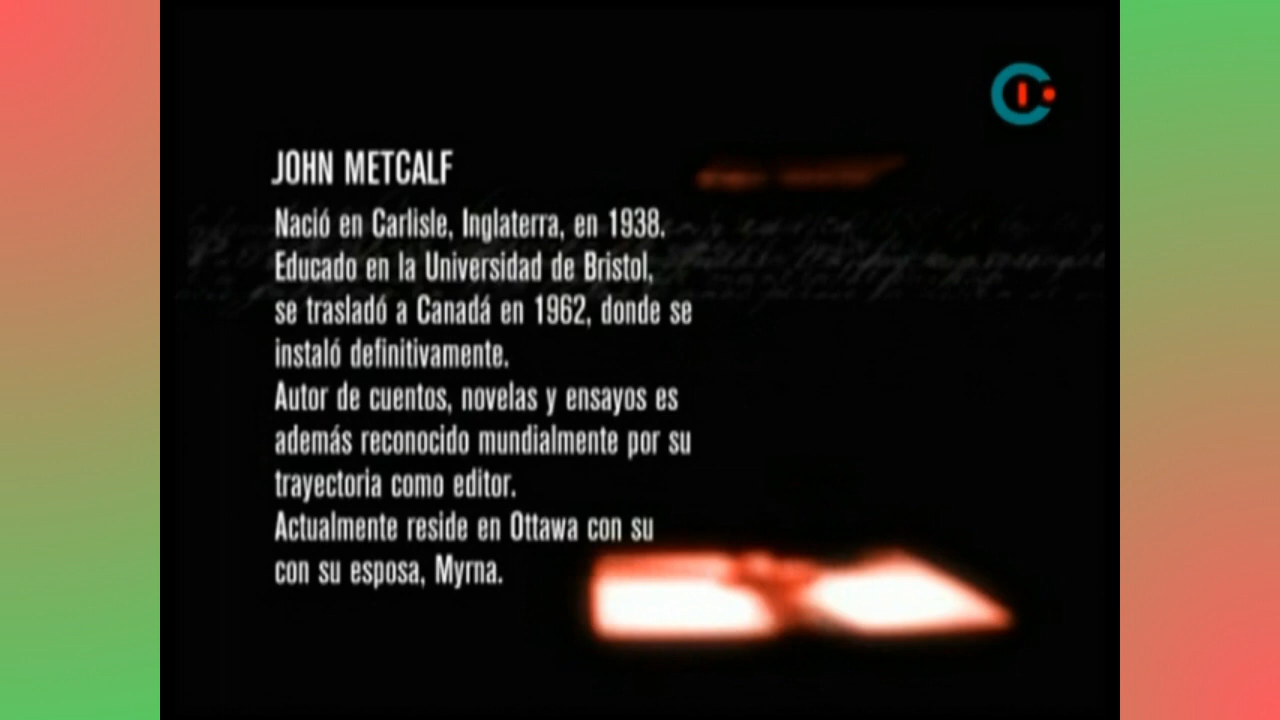 JOHN METCALF
Nació en Carlisle, Inglaterra, en 1938.
Educado en la Universidad de Bristol,
se trasladó a Canadá en 1962, donde se
instaló definitivamente.
Autor de cuentos, novelas y ensayos es
además reconocido mundialmente por su
trayectoria como editor.
Actualmente reside en Ottawa con su
con su esposa, Myrna.